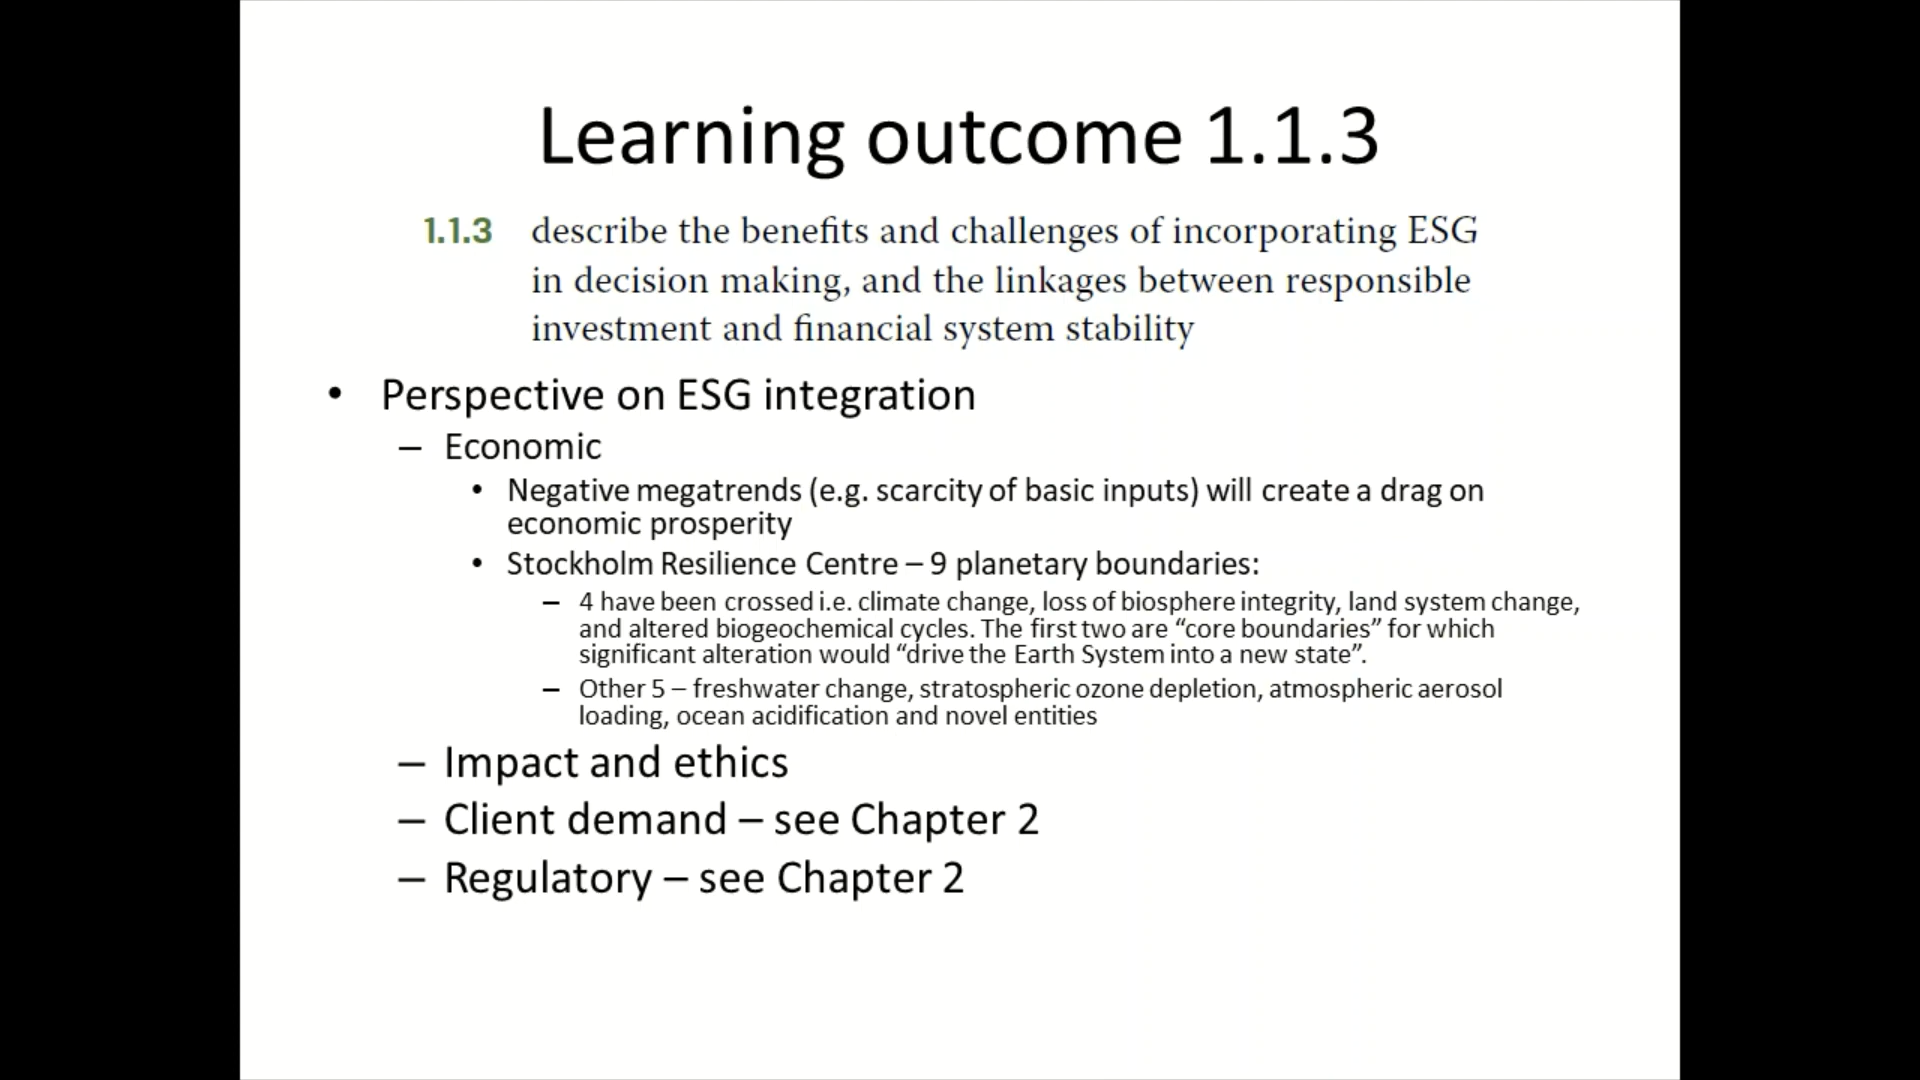 Learning outcome 1.1.3
1.1.3 describe the benefits and challenges of incorporating ESG
in decision making, and the linkages between responsible
investment and financial system stability
• Perspective on ESG integration
– Economic
• Negative megatrends (e.g. scarcity of basic inputs) will create a drag on
economic prosperity
• Stockholm Resilience Centre – 9 planetary boundaries:
– 4 have been crossed i.e. climate change, loss of biosphere integrity, land system change,
and altered biogeochemical cycles. The first two are “core boundaries” for which
significant alteration would “drive the Earth System into a new state”.
– Other 5 – freshwater change, stratospheric ozone depletion, atmospheric aerosol
loading, ocean acidification and novel entities
– Impact and ethics
– Client demand – see Chapter 2
– Regulatory – see Chapter 2